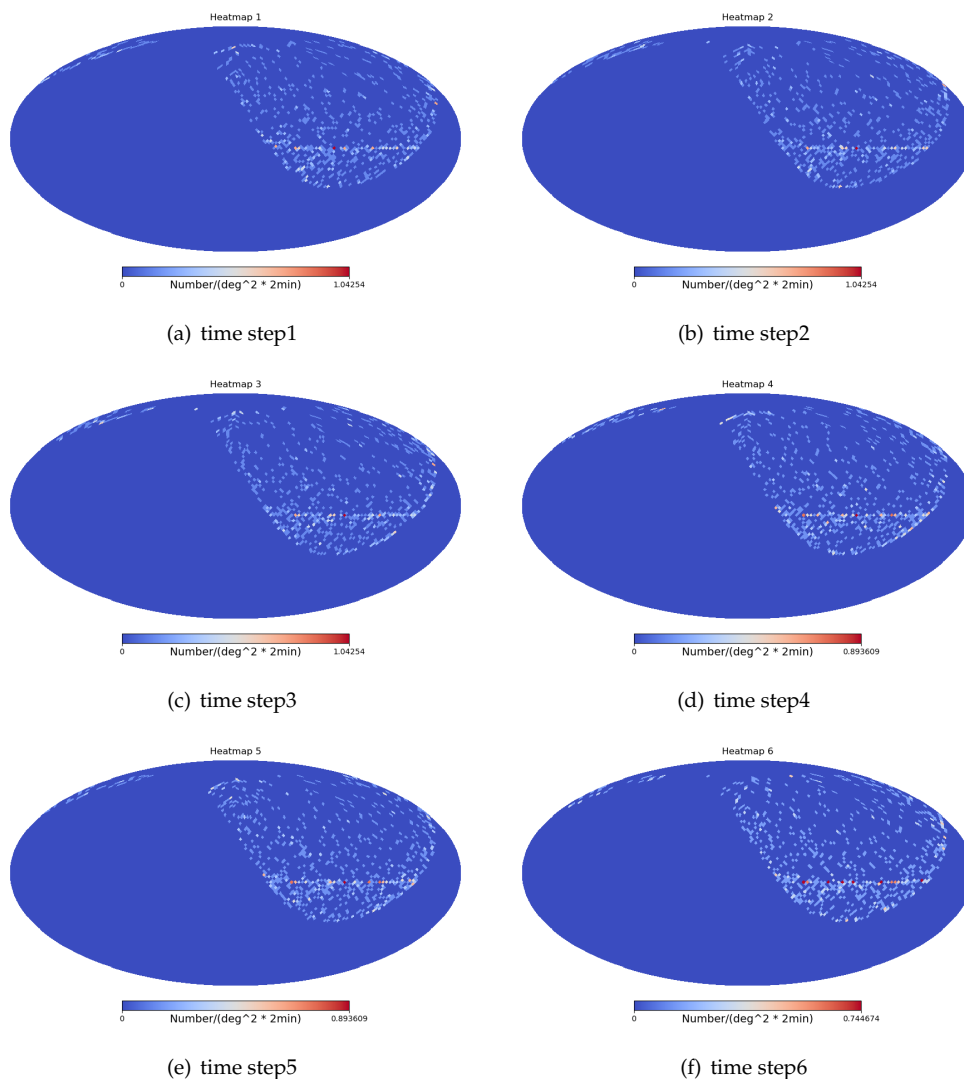 Heatmap 1
0
1.04254
Number/(deg^2 * 2min)
(a) time step1
Heatmap 2
0
1.04254
Number/(deg^2 * 2min)
(b) time step2
Heatmap 3
0
1.04254
Number/(deg^2 * 2min)
(c) time step3
Heatmap 4
0
0.893609
Number/(deg^2 * 2min)
(d) time step4
Heatmap 5
0
0.893609
Number/(deg^2 * 2min)
(e) time step5
Heatmap 6
0
0.744674
Number/(deg^2 * 2min)
(f) time step6